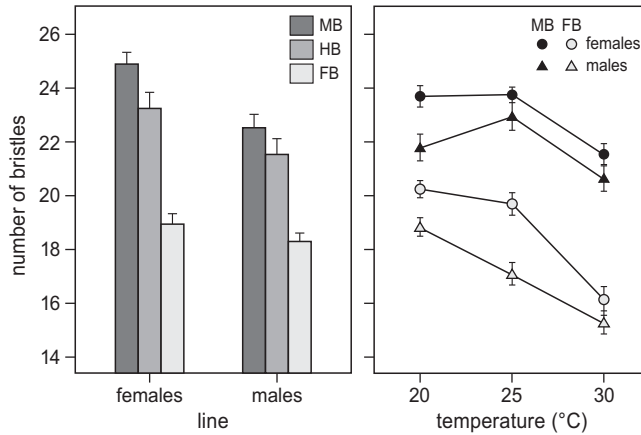 number of bristles
26
24
22
20
18
16
14
MB
HB
FB
females
males
line
MB FB
females
males
20
25
30
temperature (°C)